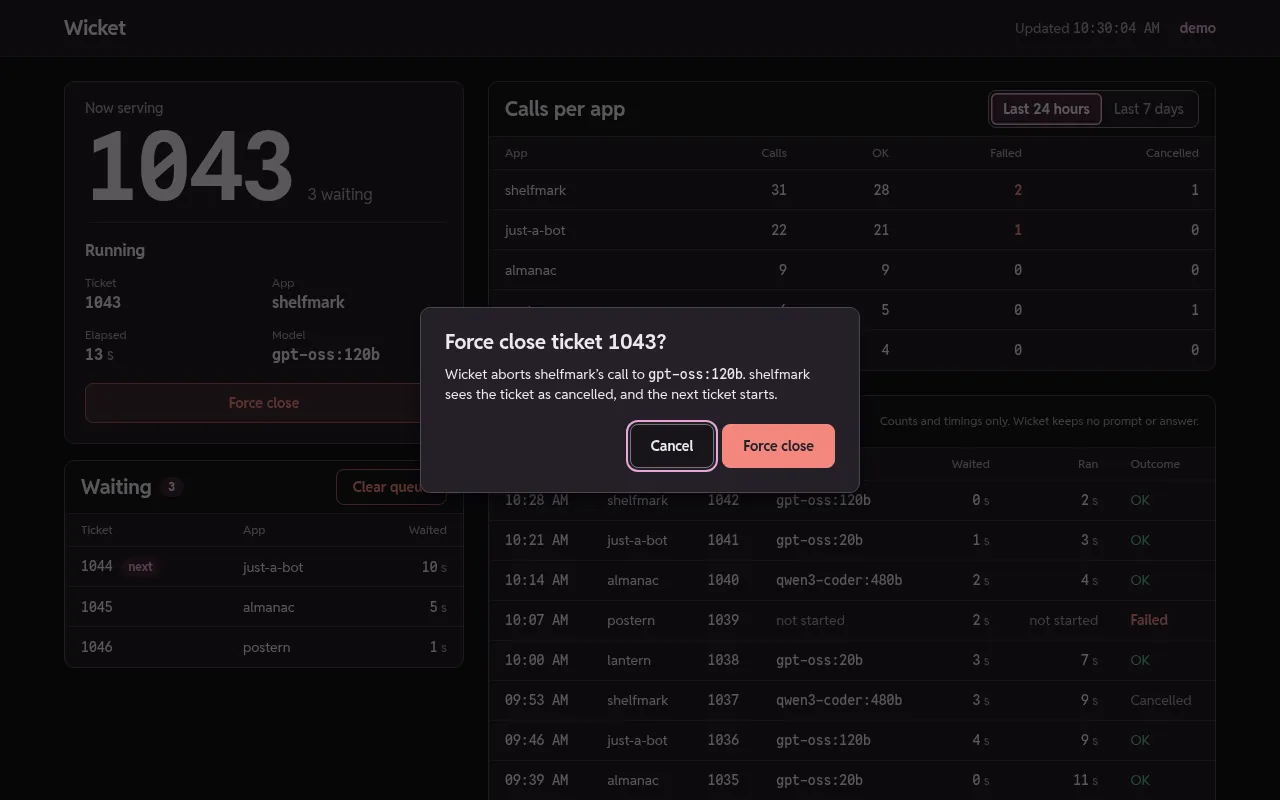 Wicket
Updated 10:30:04 AM demo
Now serving
1043 3 waiting
Running
Ticket App
1043 shelfmark
Elapsed Model
13 s gpt-oss:120b
Force close
Waiting 3
Clear queu
Ticket App Waited
1044 next just-a-bot 10 s
1045 almanac 5 s
1046 postern 1 s
Calls per app Last 24 hours Last 7 days
App Calls OK Failed Cancelled
shelfmark 31 28 2 1
just-a-bot 22 21 1 0
almanac 9 9 0 0
5 0 1
4 0 0
Force close ticket 1043?
Wicket aborts shelfmark’s call to gpt-oss:120b. shelfmark
sees the ticket as cancelled, and the next ticket starts.
Cancel Force close
Counts and timings only. Wicket keeps no prompt or answer.
Waited Ran Outcome
10:28 AM shelfmark 1042 gpt-oss:120b 0 s 2 s OK
10:21 AM just-a-bot 1041 gpt-oss:20b 1 s 3 s OK
10:14 AM almanac 1040 qwen3-coder:480b 2 s 4 s OK
10:07 AM postern 1039 not started 2 s not started Failed
10:00 AM lantern 1038 gpt-oss:20b 3 s 7 s OK
09:53 AM shelfmark 1037 qwen3-coder:480b 3 s 9 s Cancelled
09:46 AM just-a-bot 1036 gpt-oss:120b 4 s 9 s OK
09:39 AM almanac 1035 gpt-oss:20b 0 s 11 s OK